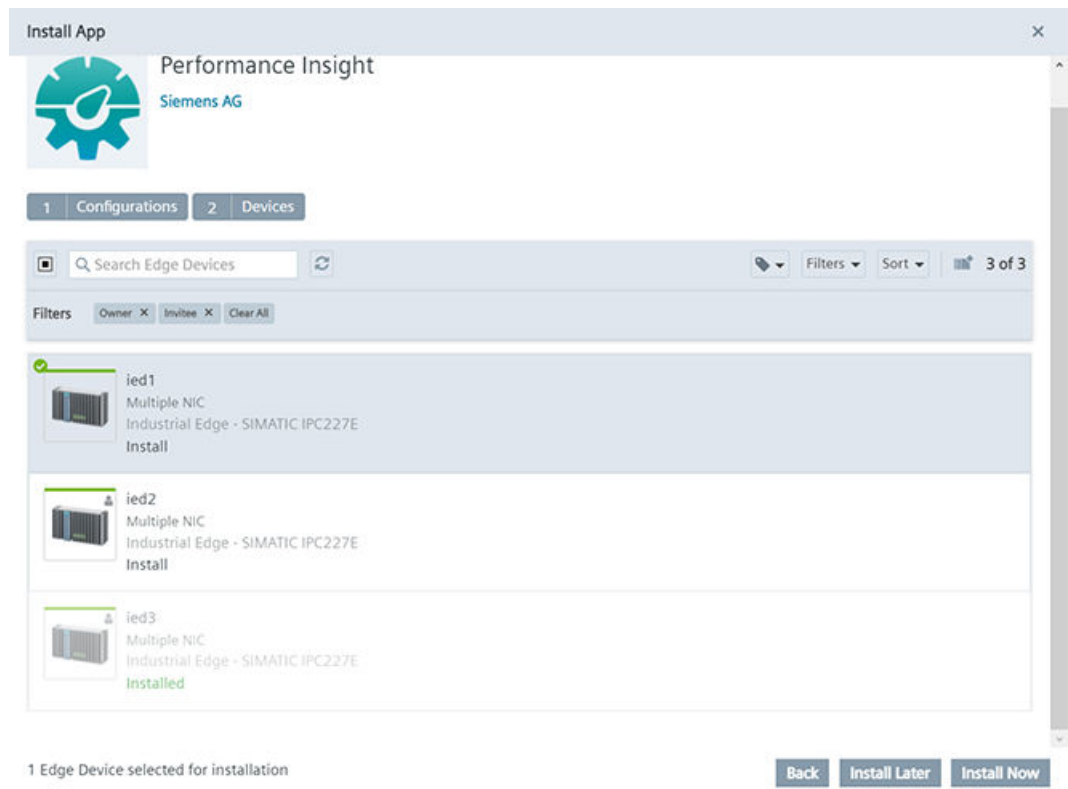 Install App
Performance Insight
Siemens AG
1 Configurations 2 Devices
Search Edge Devices Filters Sort 3 of 3
Filters Owner X Invitee X Clear All
ied1
Multiple NIC
Industrial Edge - SIMATIC IPC227E
Install
ied2
Multiple NIC
Industrial Edge - SIMATIC IPC227E
Install
ied3
Multiple NIC
Industrial Edge - SIMATIC IPC227E
Installed
1 Edge Device selected for installation Back Install Later Install Now